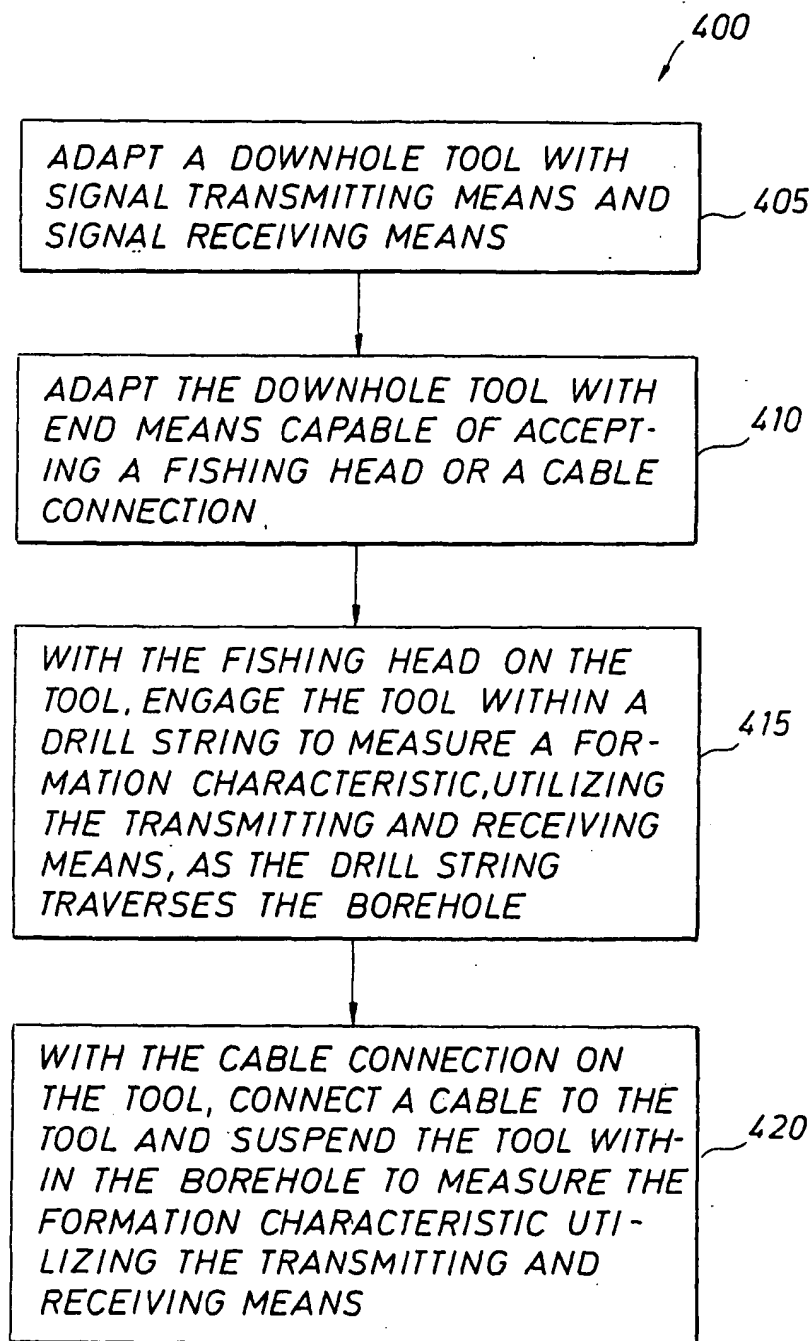 400
ADAPT A DOWNHOLE TOOL WITH
SIGNAL TRANSMITTING MEANS AND
SIGNAL RECEIVING MEANS
405
ADAPT THE DOWNHOLE TOOL WITH
END MEANS CAPABLE OF ACCEPT-
ING A FISHING HEAD OR A CABLE
CONNECTION
410
WITH THE FISHING HEAD ON THE
TOOL, ENGAGE THE TOOL WITHIN A
DRILL STRING TO MEASURE A FOR-
MATION CHARACTERISTIC, UTILIZING
THE TRANSMITTING AND RECEIVING
MEANS, AS THE DRILL STRING
TRAVERSES THE BOREHOLE
415
WITH THE CABLE CONNECTION ON
THE TOOL, CONNECT A CABLE TO THE
TOOL AND SUSPEND THE TOOL WITH-
IN THE BOREHOLE TO MEASURE THE
FORMATION CHARACTERISTIC UTI-
LIZING THE TRANSMITTING AND
RECEIVING MEANS
420